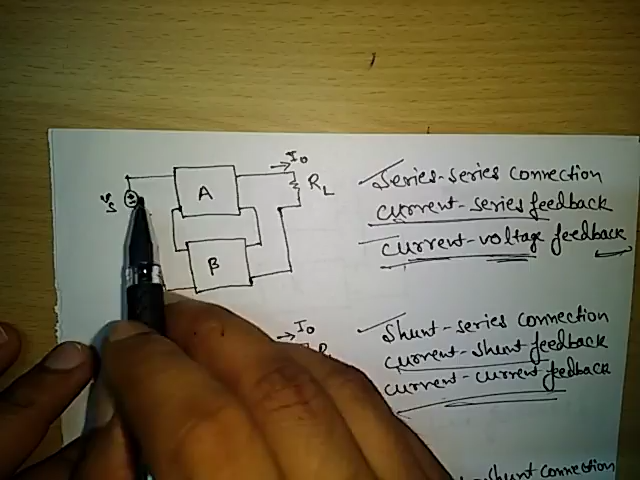 Io
RL
A
Vs
β
Series-series connection
current-series feedback
current-voltage feedback
Io
R
Shunt-series connection
current-shunt feedback
current-current feedback
shunt connection